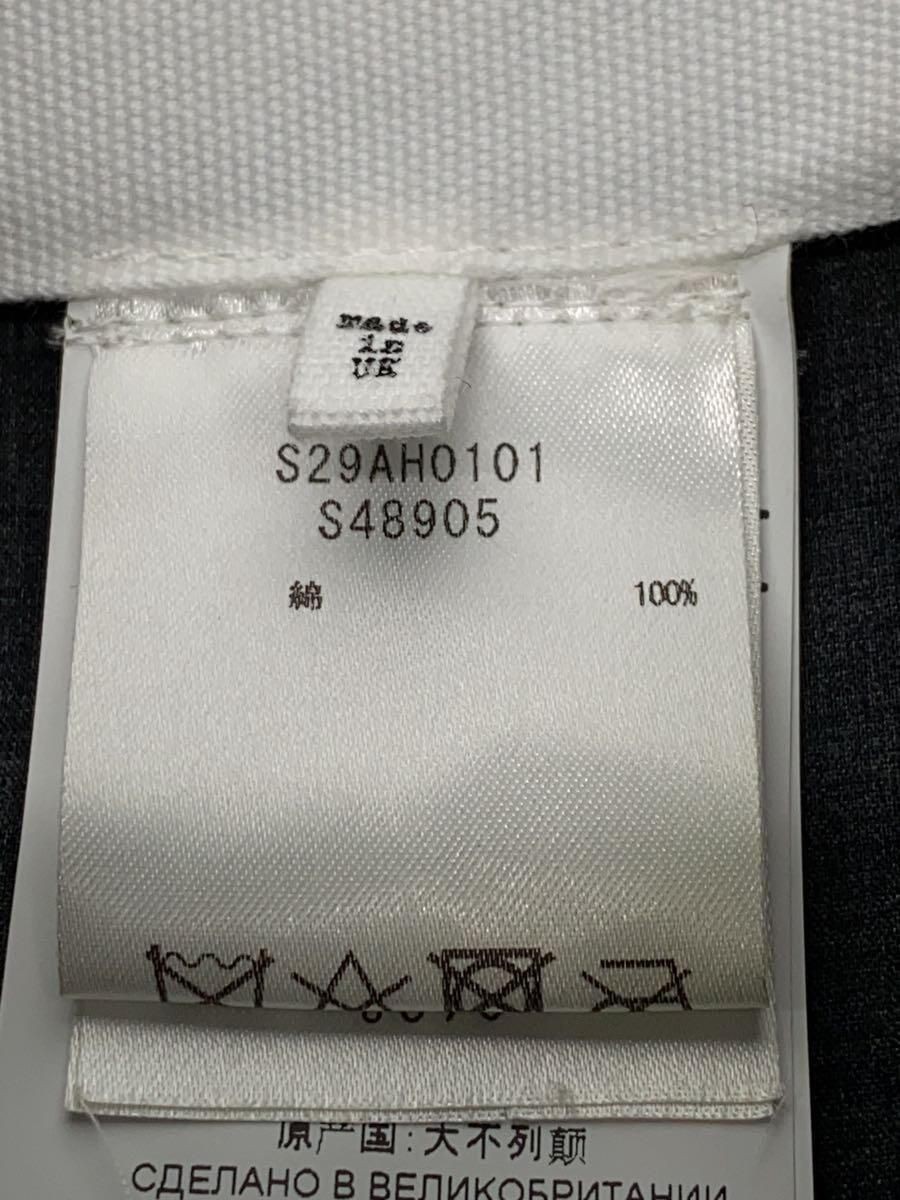 made
in
UK
S29AH0101
S48905
綿 100%
原产国: 大不列颠
СДЕЛАНО В ВЕЛИКОБРИТАНИИ